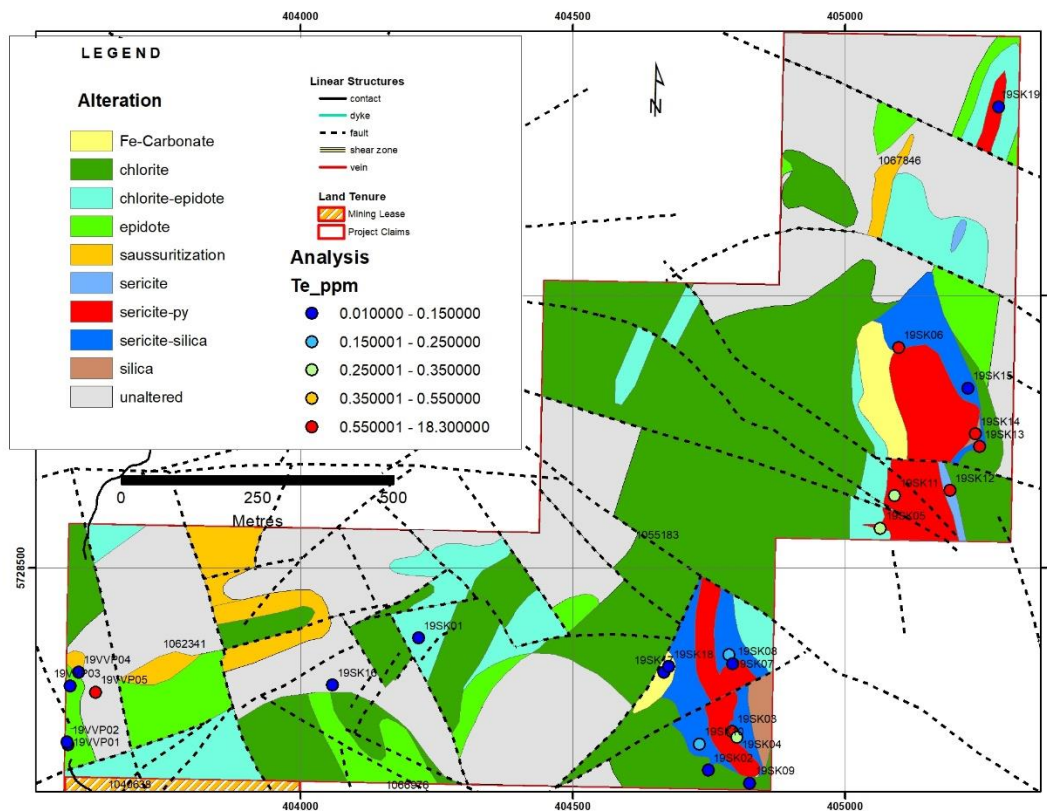 404000
404500
405000
LEGEND
Alteration
Fe-Carbonate
chlorite
chlorite-epidote
epidote
saussuritization
sericite
sericite-py
sericite-silica
silica
unaltered
Linear Structures
contact
dyke
fault
shear zone
vein
Land Tenure
Mining Lease
Project Claims
Analysis
Te_ppm
0.010000 - 0.150000
0.150001 - 0.250000
0.250001 - 0.350000
0.350001 - 0.550000
0.550001 - 18.300000
N
19SK19
1067846
19SK06
19SK15
19SK14
19SK13
19SK11
19SK12
19SK05
0
250
500
Metres
1055183
5728500
5728500
19SK01
1062341
19VVP04
19VVP05
19SK16
19SK18
19SK08
19SK07
19VVP02
19VVP01
19SK03
19SK04
19SK02
19SK09
1040638
404000
404500
405000